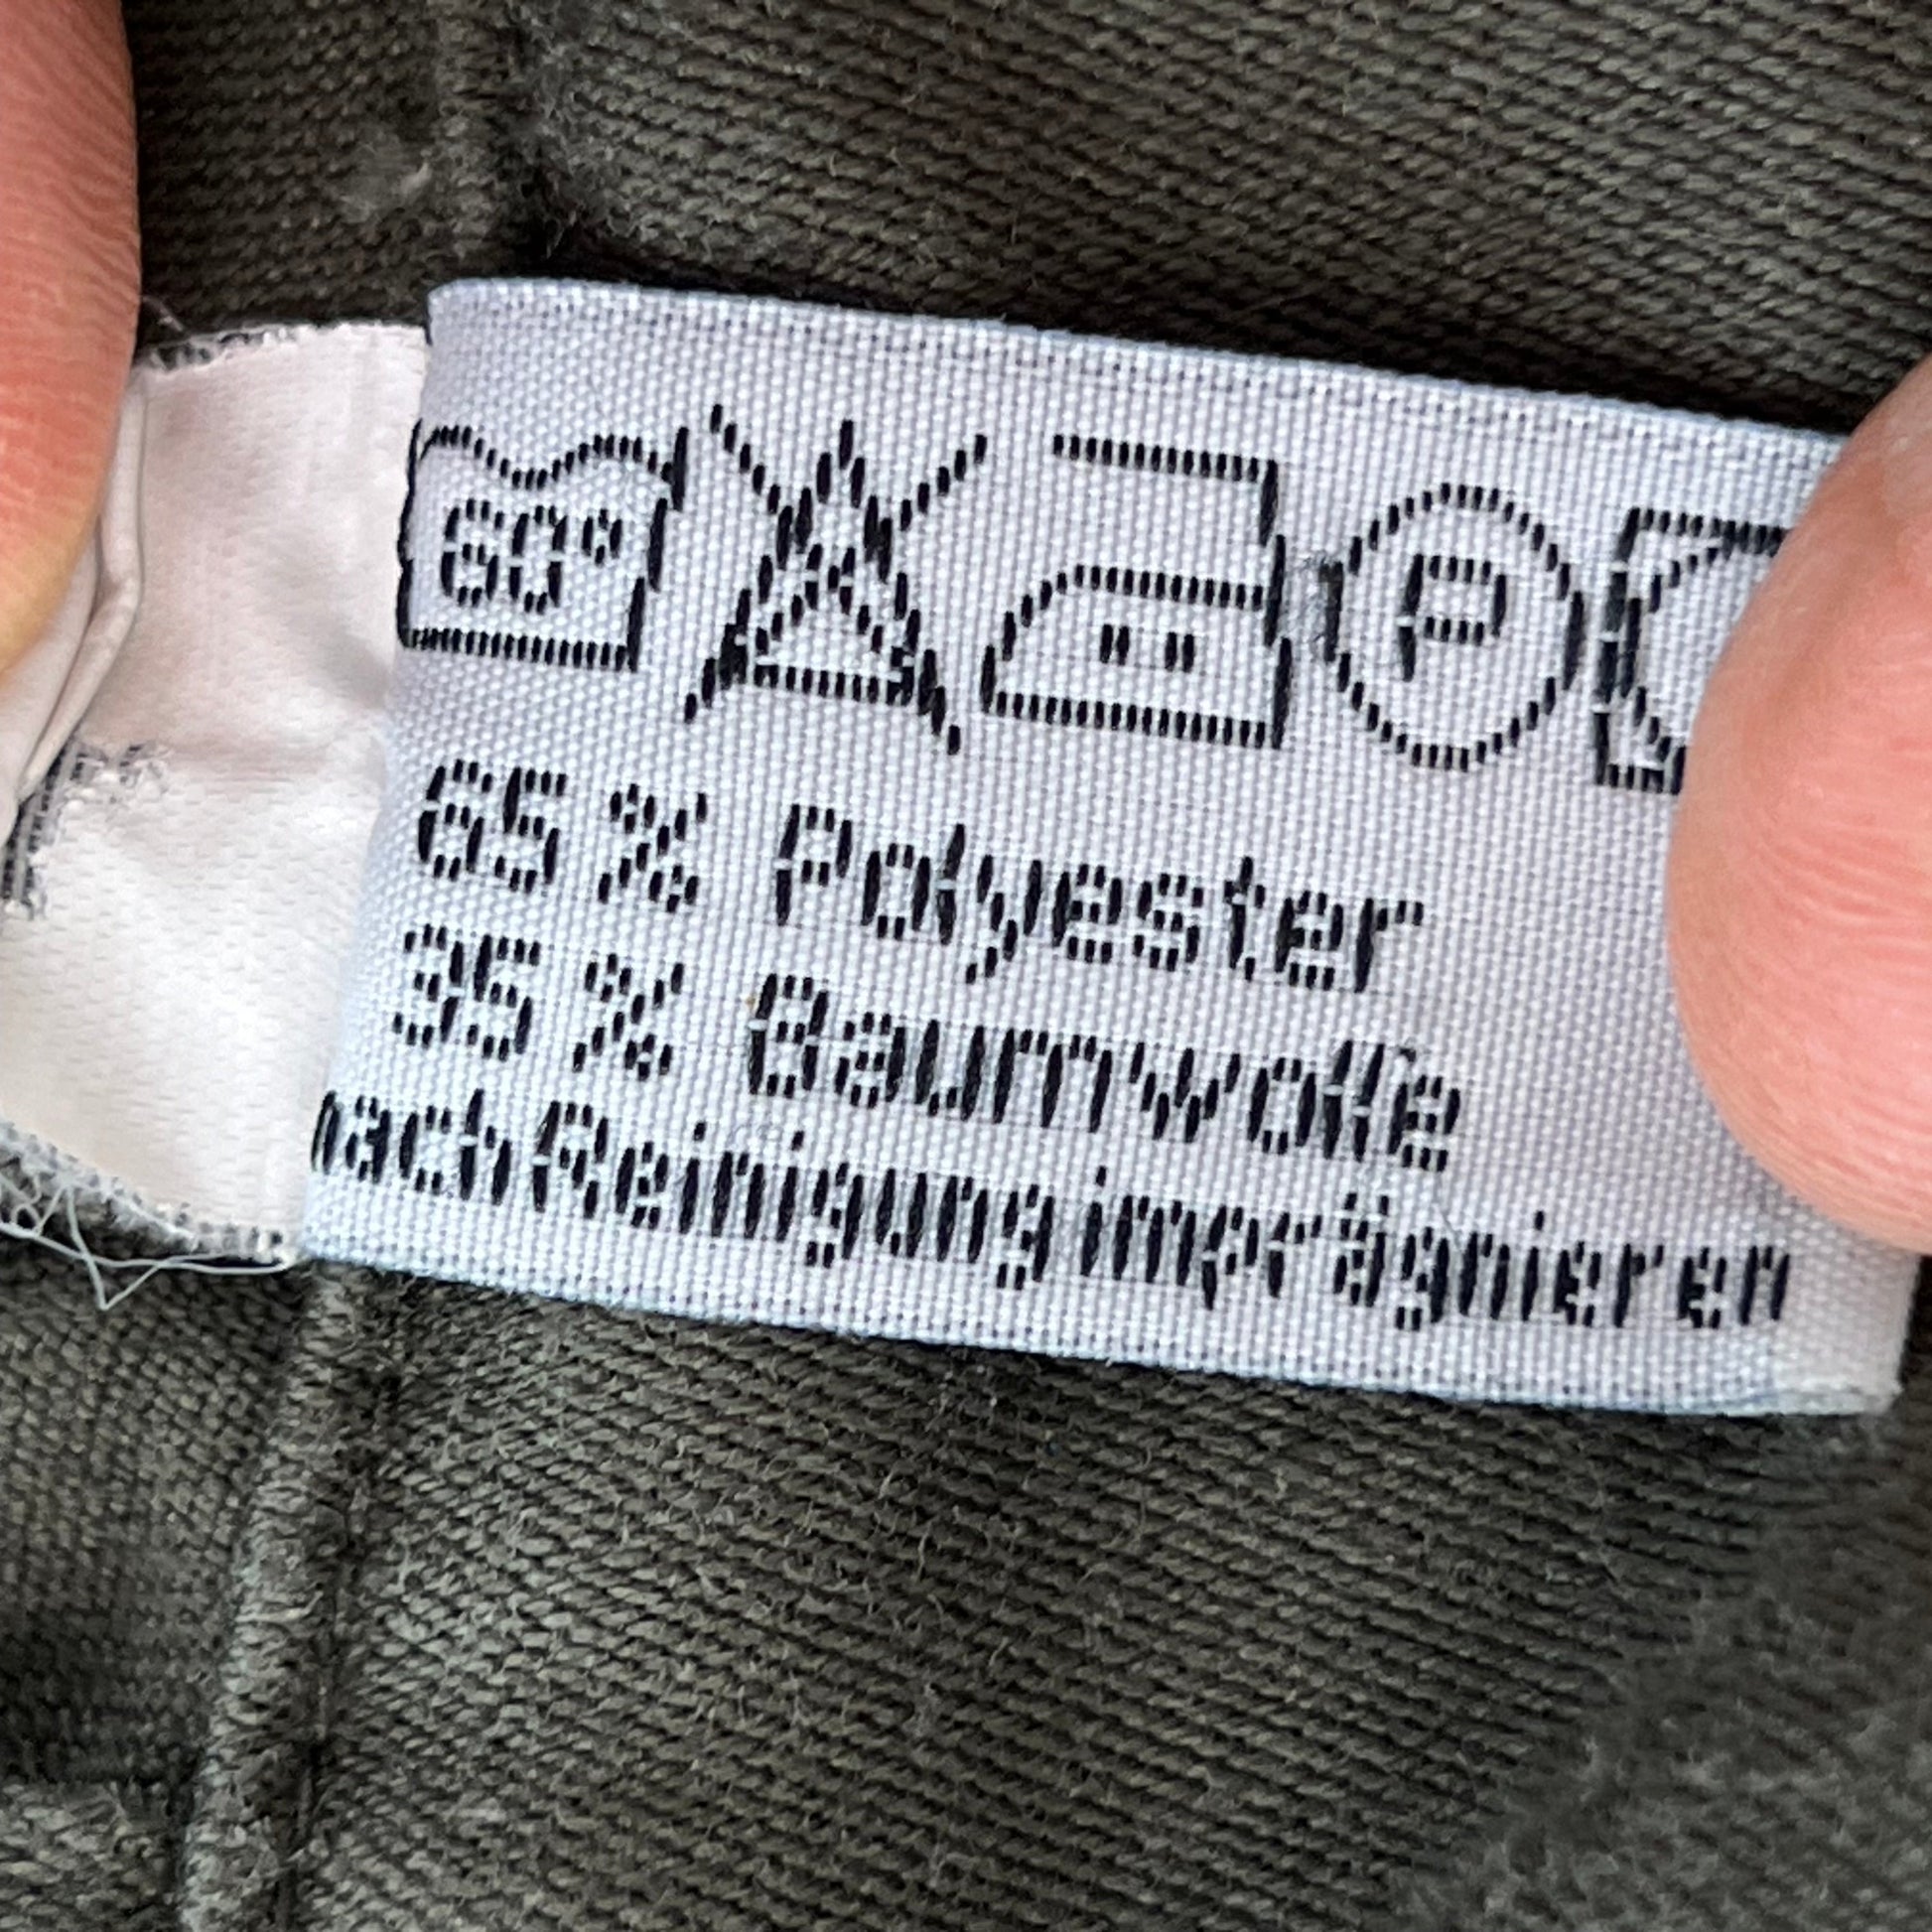 60° P
65 % Polyester
35 % Baumwolle
nach Reinigung imprägnieren